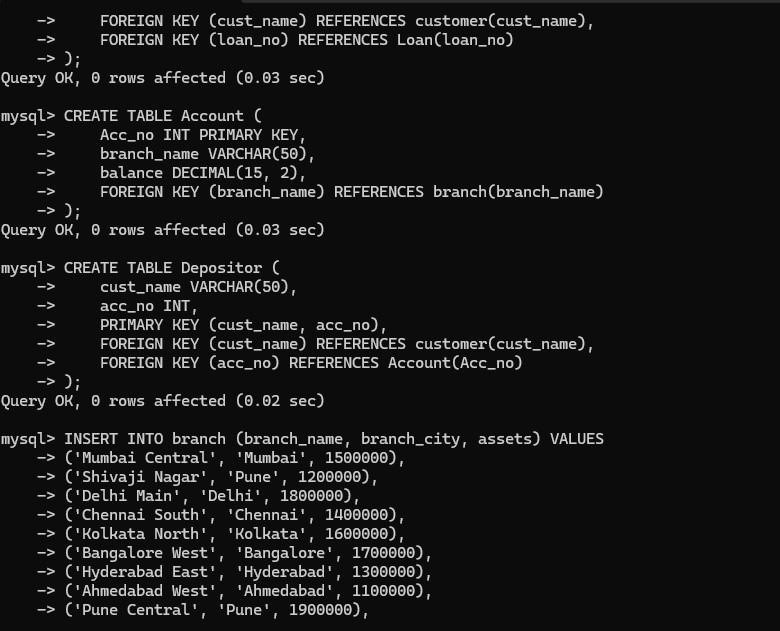 ->     FOREIGN KEY (cust_name) REFERENCES customer(cust_name),
    ->     FOREIGN KEY (loan_no) REFERENCES Loan(loan_no)
    -> );
Query OK, 0 rows affected (0.03 sec)

mysql> CREATE TABLE Account (
    ->     Acc_no INT PRIMARY KEY,
    ->     branch_name VARCHAR(50),
    ->     balance DECIMAL(15, 2),
    ->     FOREIGN KEY (branch_name) REFERENCES branch(branch_name)
    -> );
Query OK, 0 rows affected (0.03 sec)

mysql> CREATE TABLE Depositor (
    ->     cust_name VARCHAR(50),
    ->     acc_no INT,
    ->     PRIMARY KEY (cust_name, acc_no),
    ->     FOREIGN KEY (cust_name) REFERENCES customer(cust_name),
    ->     FOREIGN KEY (acc_no) REFERENCES Account(Acc_no)
    -> );
Query OK, 0 rows affected (0.02 sec)

mysql> INSERT INTO branch (branch_name, branch_city, assets) VALUES
    -> ('Mumbai Central', 'Mumbai', 1500000),
    -> ('Shivaji Nagar', 'Pune', 1200000),
    -> ('Delhi Main', 'Delhi', 1800000),
    -> ('Chennai South', 'Chennai', 1400000),
    -> ('Kolkata North', 'Kolkata', 1600000),
    -> ('Bangalore West', 'Bangalore', 1700000),
    -> ('Hyderabad East', 'Hyderabad', 1300000),
    -> ('Ahmedabad West', 'Ahmedabad', 1100000),
    -> ('Pune Central', 'Pune', 1900000),